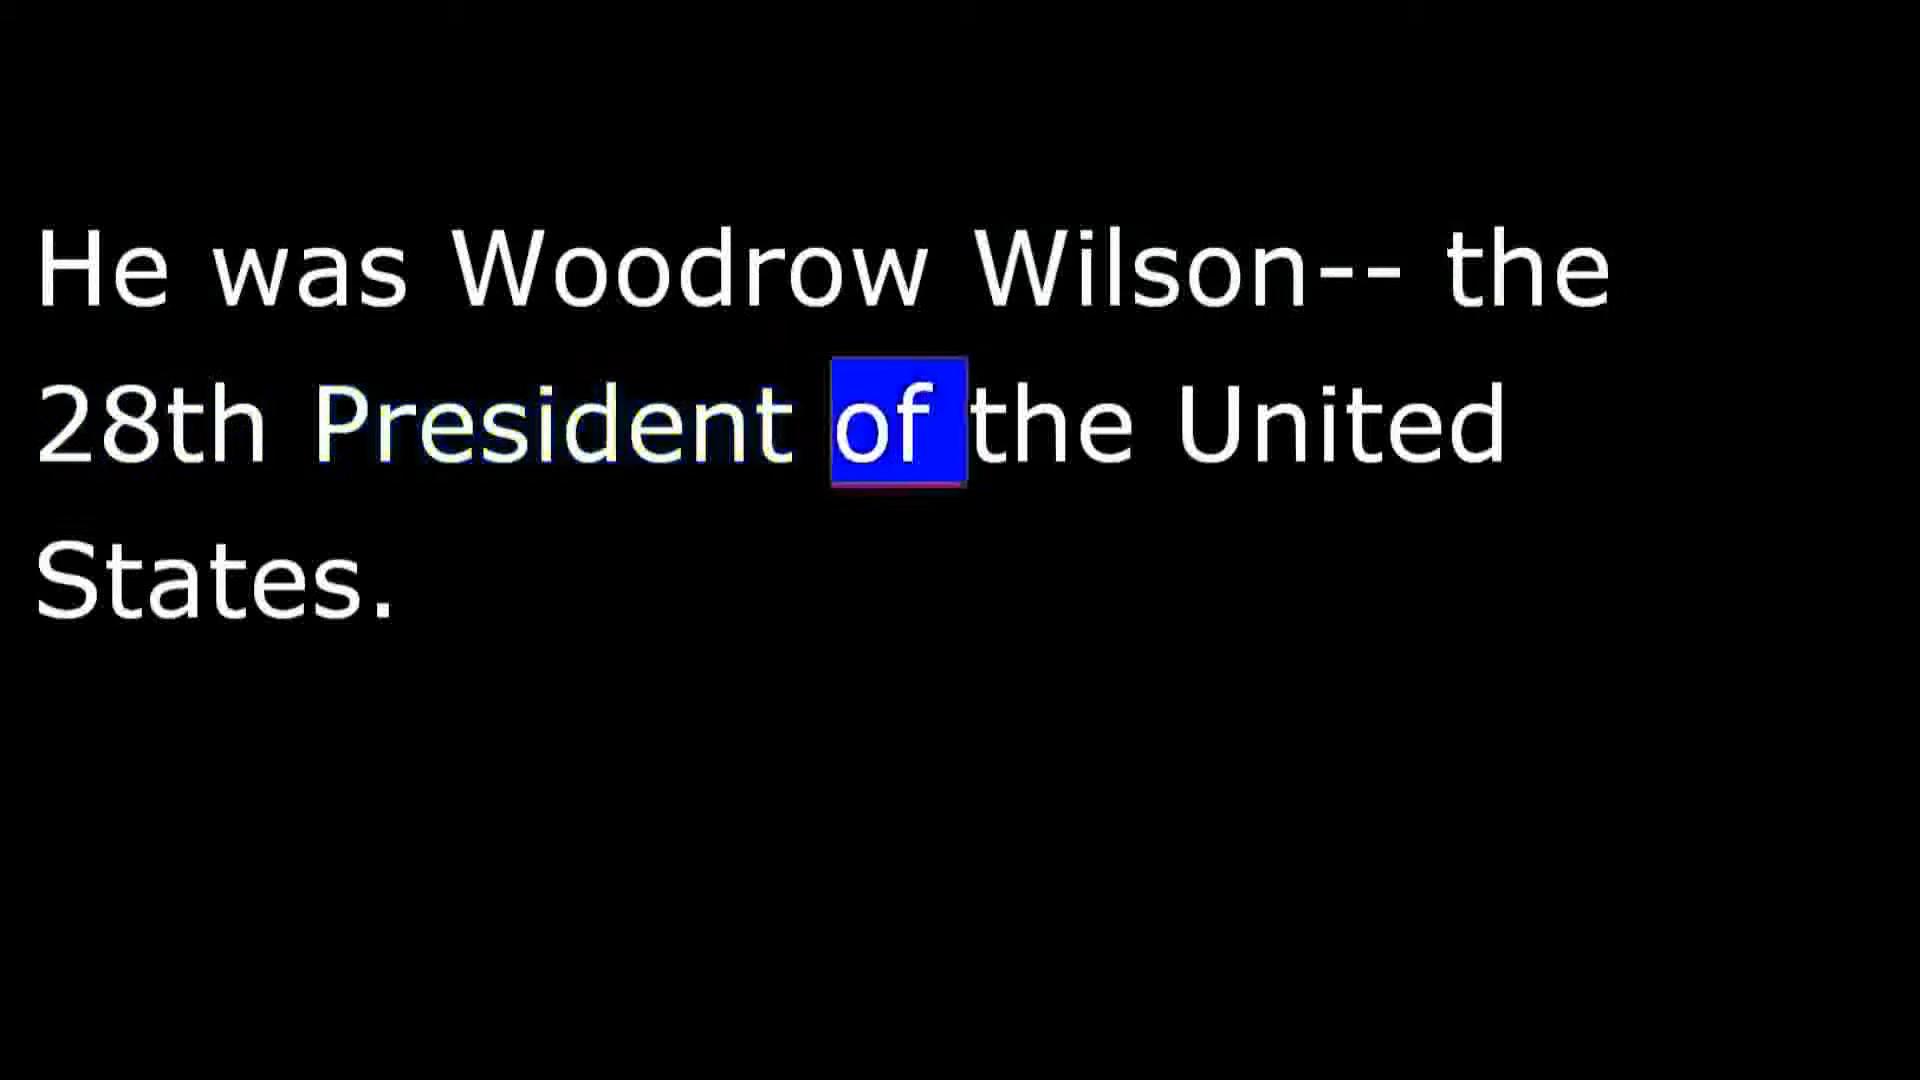 He was Woodrow Wilson-- the
28th President of the United
States.